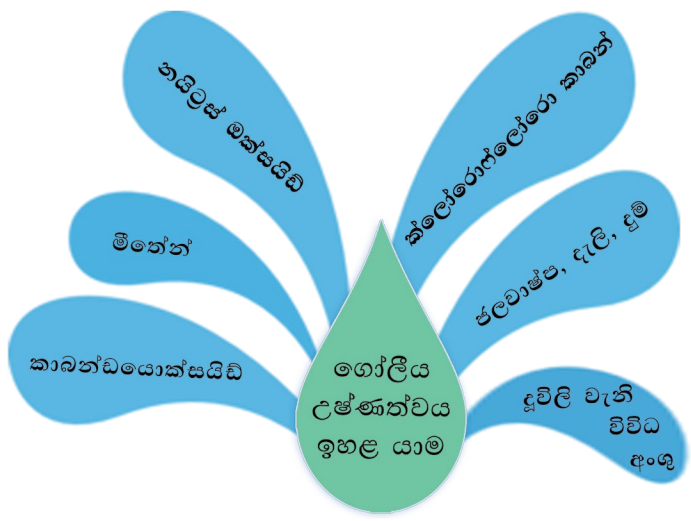 නයිට්‍රස් ඔක්සයිඩ්
ක්ලෝරොෆ්ලෝරො කාබන්
මීතේන්
ජලවාෂ්ප, දැලි, දුම්
කාබන්ඩයොක්සයිඩ්
ගෝලීය
උෂ්ණත්වය
ඉහළ යාම
දූවිලි වැනි
විවිධ
අංශු